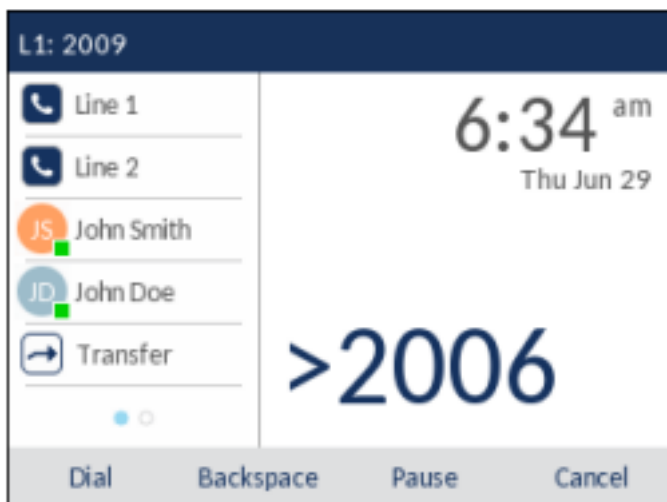 L1: 2009
Line 1
Line 2
JS John Smith
JD John Doe
Transfer
6:34 am
Thu Jun 29
>2006
Dial Backspace Pause Cancel